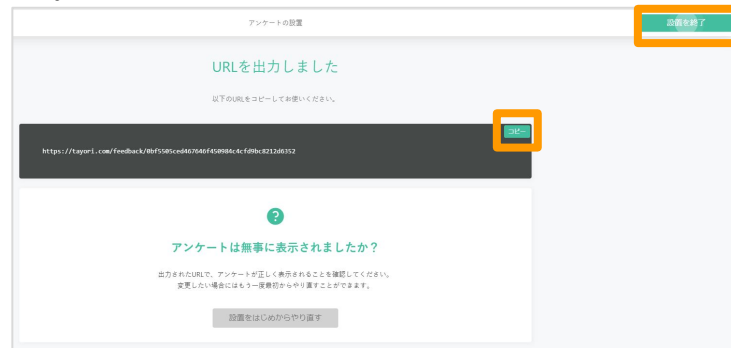 アンケートの設置
設置を終了
URLを出力しました
以下のURLをコピーしてお使いください。
コピー
https://tayori.com/feedback/0bf5505ced467646f450984c4cfd9bc8212d6352
?
アンケートは無事に表示されましたか？
出力されたURLで、アンケートが正しく表示されることを確認してください。
変更したい場合にはもう一度最初からやり直すことができます。
設置をはじめからやり直す